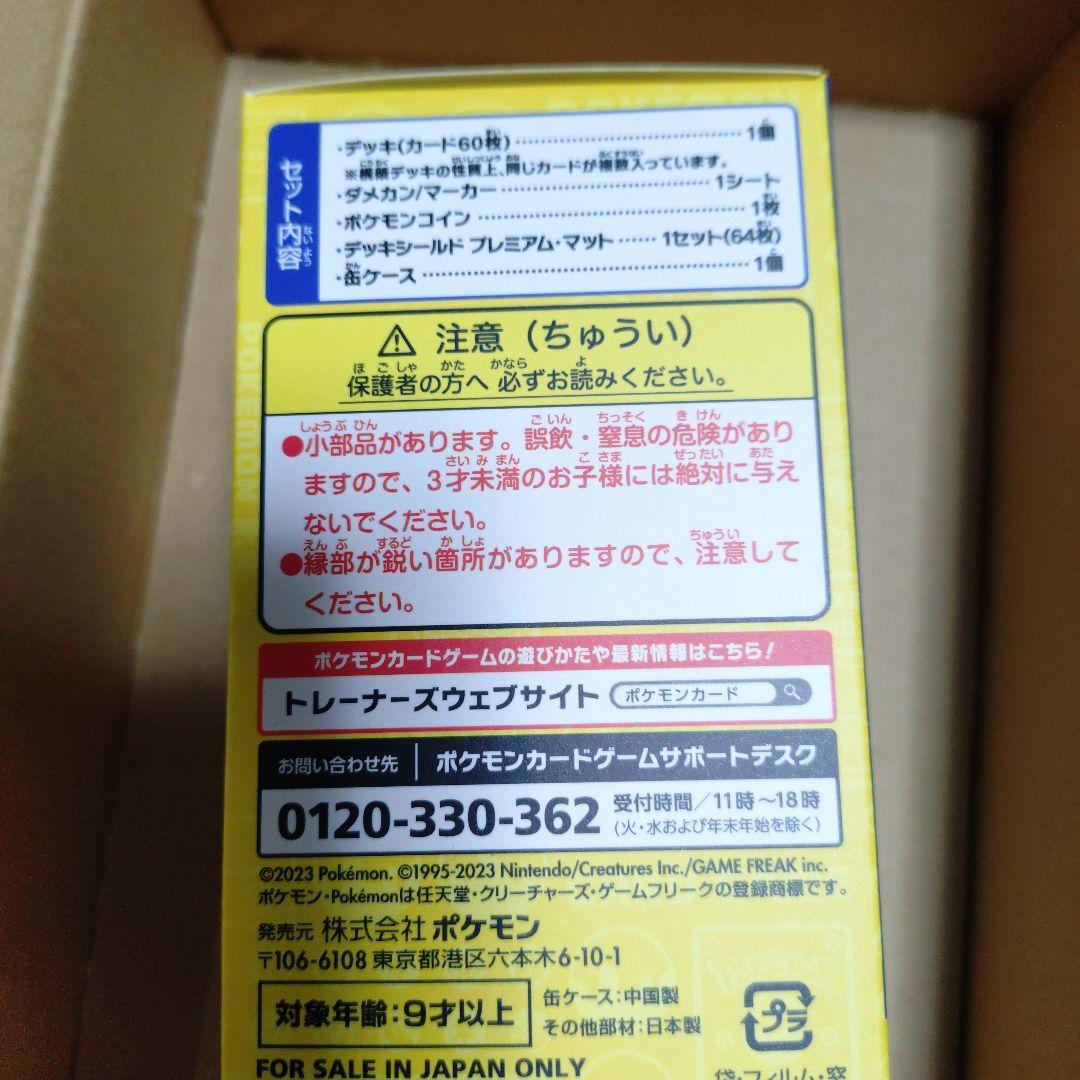 セット内容
・デッキ(カード60枚)……………………………1個
※構築デッキの性質上、同じカードが複数入っています。
・ダメカン/マーカー……………………………1シート
・ポケモンコイン……………………………1枚
・デッキシールド プレミアム・マット……1セット(64枚)
・缶ケース……………………………1個
⚠ 注意(ちゅうい)
保護者の方へ 必ずお読みください。
●小部品があります。誤飲・窒息の危険があり
ますので、3才未満のお子様には絶対に与え
ないでください。
●縁部が鋭い箇所がありますので、注意して
ください。
ポケモンカードゲームの遊びかたや最新情報はこちら!
トレーナーズウェブサイト ポケモンカード
お問い合わせ先 ポケモンカードゲームサポートデスク
0120-330-362 受付時間/11時~18時
(火・水および年末年始を除く)
©2023 Pokémon. ©1995-2023 Nintendo/Creatures Inc./GAME FREAK inc.
ポケモン・Pokémonは任天堂・クリーチャーズ・ゲームフリークの登録商標です。
発売元 株式会社 ポケモン
〒106-6108 東京都港区六本木6-10-1
対象年齢:9才以上
缶ケース:中国製
その他部材:日本製
プラ
袋・フィルム・窓
FOR SALE IN JAPAN ONLY
POKÉMON